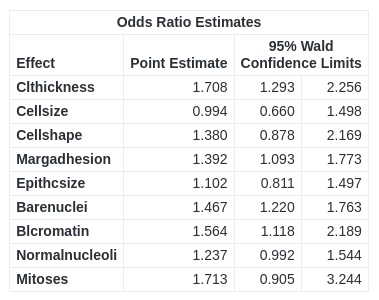 Odds Ratio Estimates
Effect Point Estimate 95% Wald
Confidence Limits
Clthickness 1.708 1.293 2.256
Cellsize 0.994 0.660 1.498
Cellshape 1.380 0.878 2.169
Margadhesion 1.392 1.093 1.773
Epithcsize 1.102 0.811 1.497
Barenuclei 1.467 1.220 1.763
Blcromatin 1.564 1.118 2.189
Normalnucleoli 1.237 0.992 1.544
Mitoses 1.713 0.905 3.244